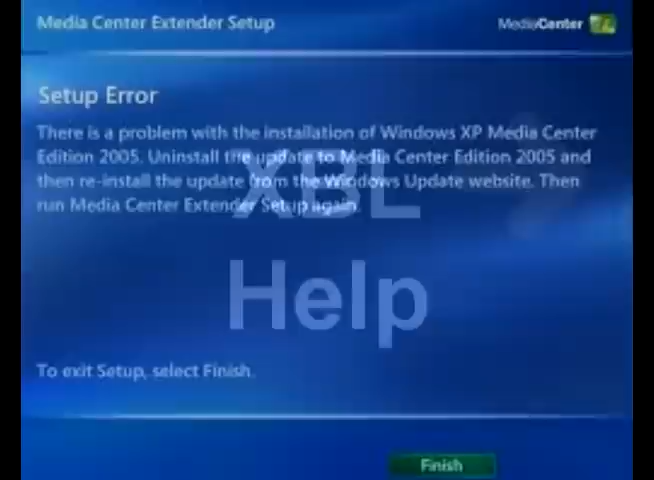 Media Center Extender Setup
MediaCenter
Setup Error
There is a problem with the installation of Windows XP Media Center
Edition 2005. Uninstall the update to Media Center Edition 2005 and
then re-install the update from the Windows Update website. Then
run Media Center Extender Setup again.
XBL
Help
To exit Setup, select Finish.
Finish